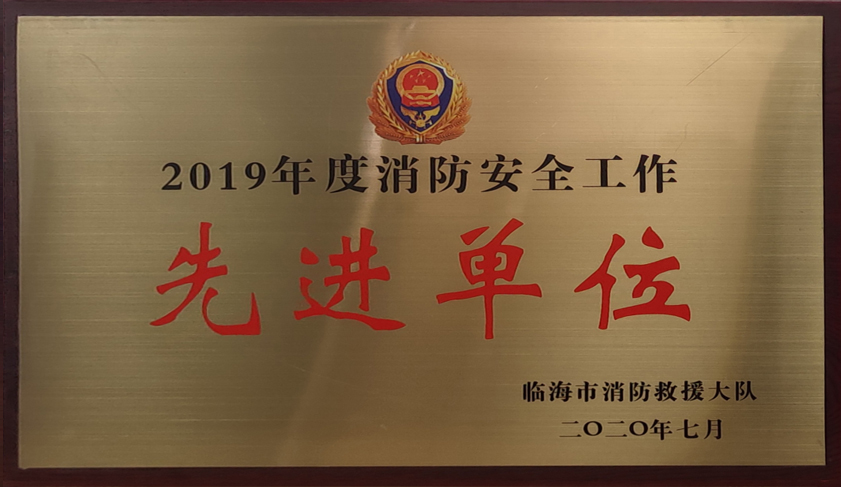 2019年度消防安全工作
先进单位
临海市消防救援大队
二〇二〇年七月